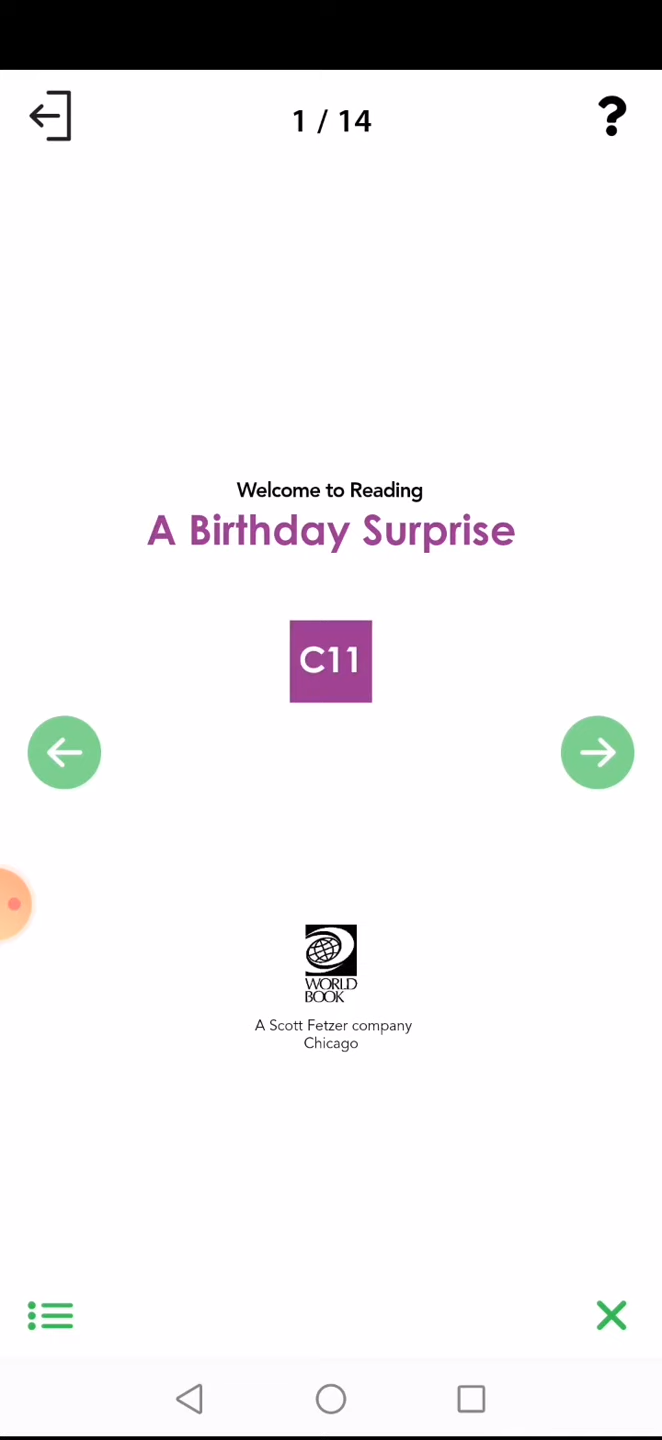 1 / 14
?
Welcome to Reading
A Birthday Surprise
C11
WORLD
BOOK
A Scott Fetzer company
Chicago